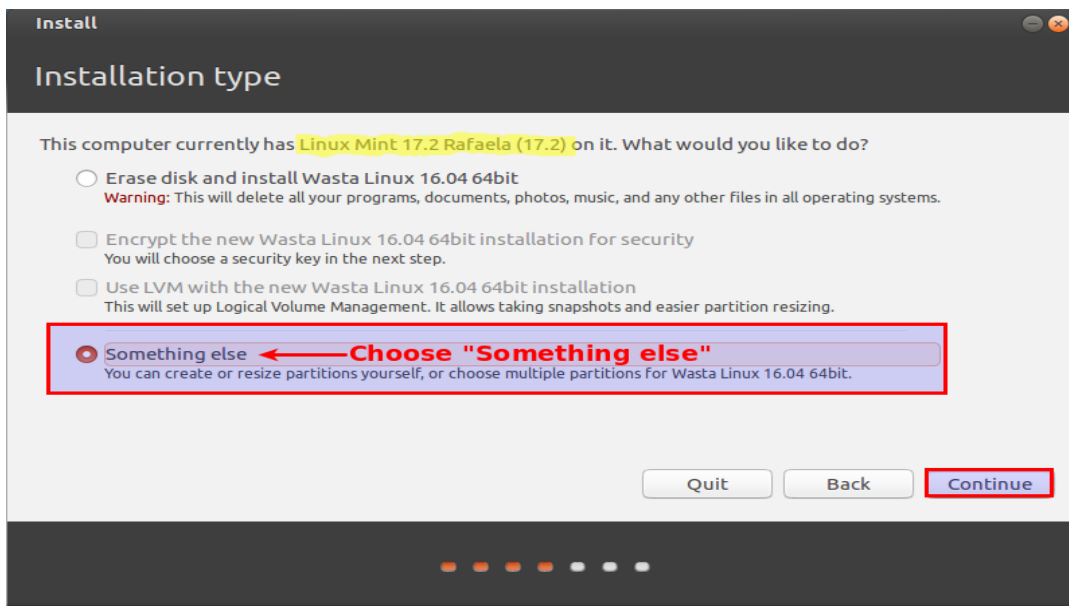 Install
Installation type
This computer currently has Linux Mint 17.2 Rafaela (17.2) on it. What would you like to do?
Erase disk and install Wasta Linux 16.04 64bit
Warning: This will delete all your programs, documents, photos, music, and any other files in all operating systems.
Encrypt the new Wasta Linux 16.04 64bit installation for security
You will choose a security key in the next step.
Use LVM with the new Wasta Linux 16.04 64bit installation
This will set up Logical Volume Management. It allows taking snapshots and easier partition resizing.
Something else Choose "Something else"
You can create or resize partitions yourself, or choose multiple partitions for Wasta Linux 16.04 64bit.
Quit Back Continue